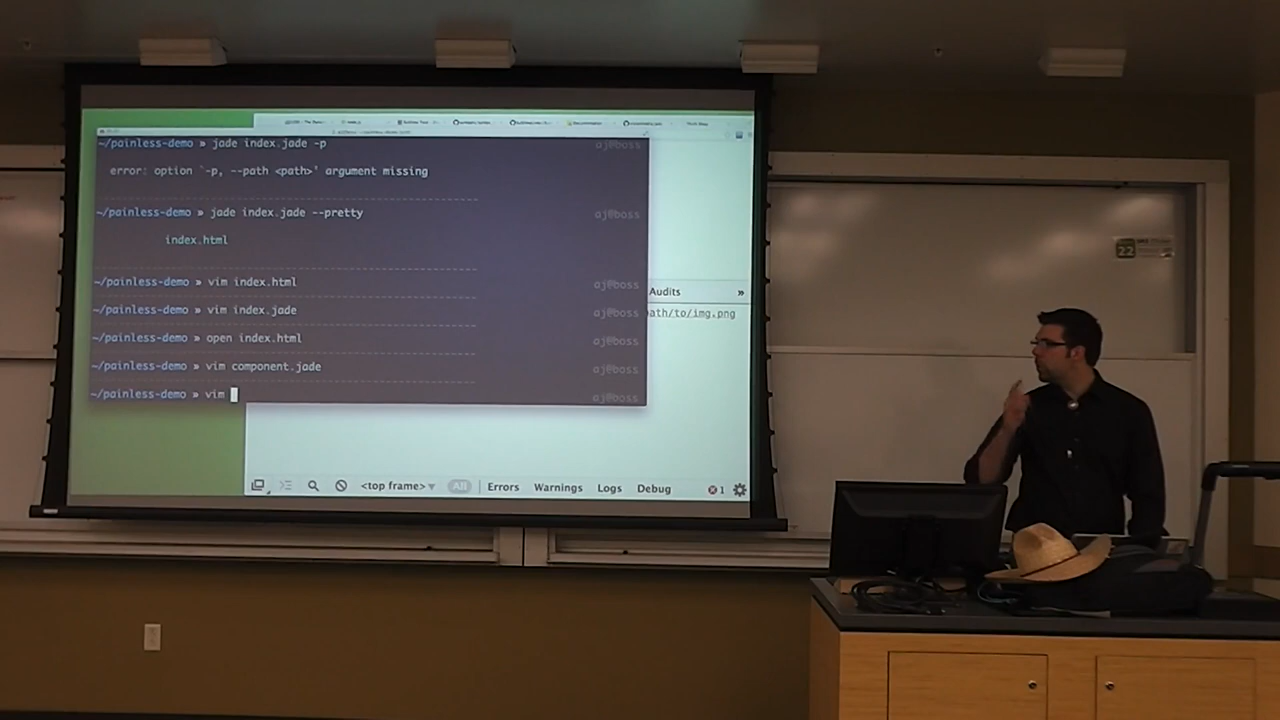 ~/painless-demo » jade index.jade -p aj@boss
error: option `-p, --path <path>' argument missing
~/painless-demo » jade index.jade --pretty aj@boss
index.html
~/painless-demo » vim index.html aj@boss
~/painless-demo » vim index.jade aj@boss
~/painless-demo » open index.html aj@boss
~/painless-demo » vim component.jade aj@boss
~/painless-demo » vim aj@boss
Audits »
path/to/img.png
<top frame> ▼ All Errors Warnings Logs Debug 1
22